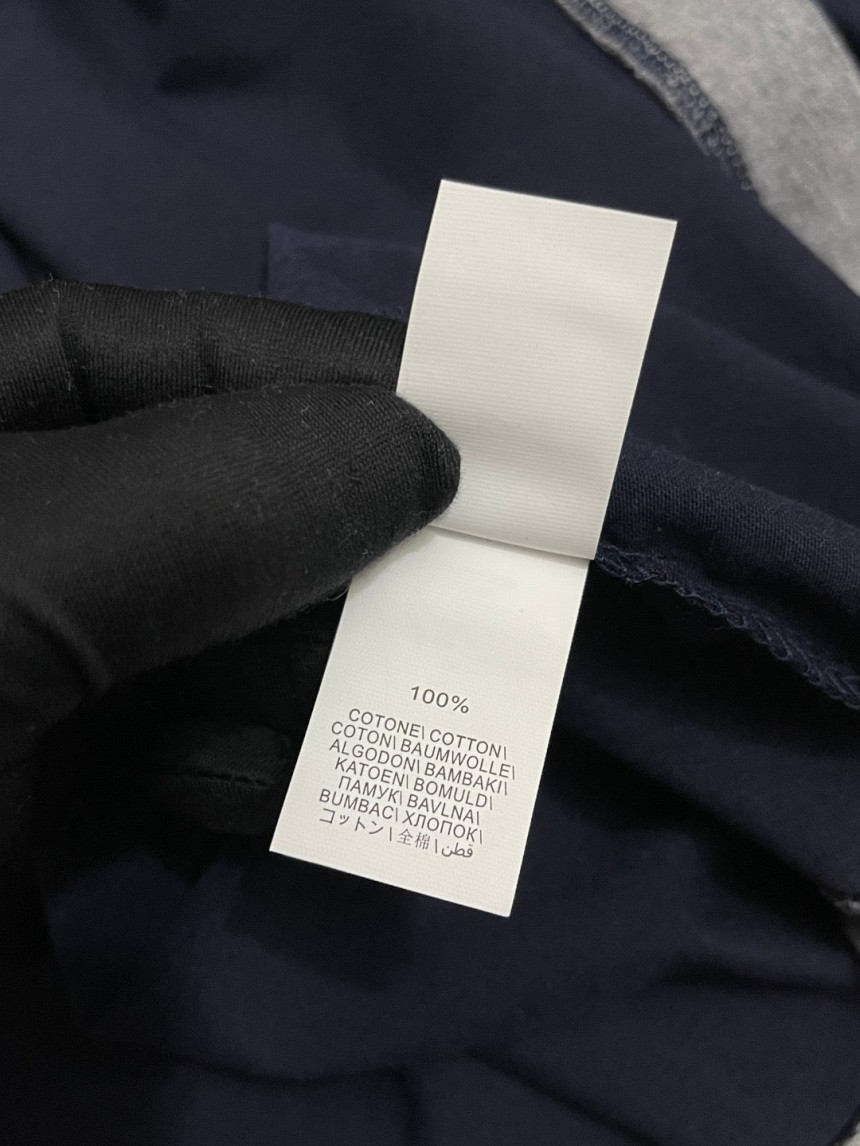 100%
COTONE\ COTTON\
COTON\ BAUMWOLLE\
ALGODON\ BAMBAKI\
KATOEN\ BOMULD\
ПАМУК\ BAVLNA\
BUMBAC\ ХЛОПОК\
コットン\ 全棉\ قطن